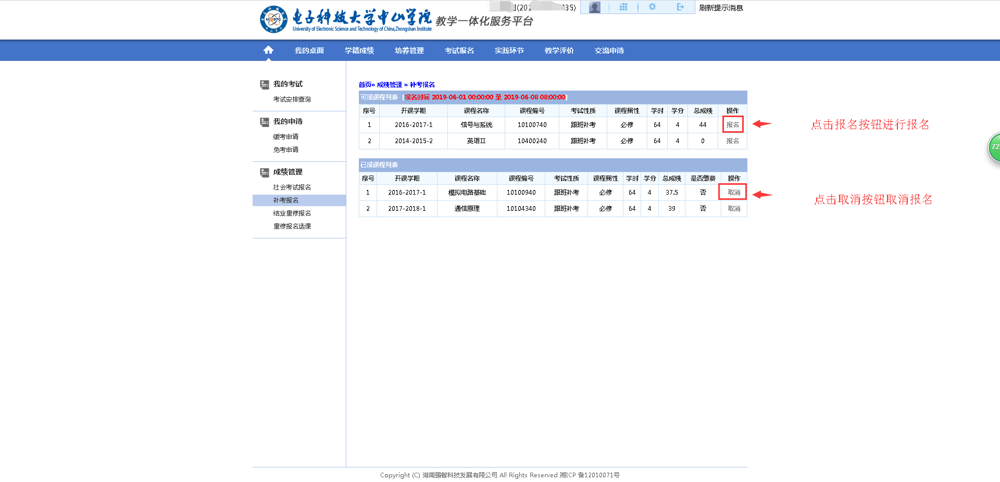 ](201 035) 刷新提示消息
电子科技大学中山学院 教学一体化服务平台
University of Electronic Science and Technology of China,Zhongshan Institute
我的桌面 学籍成绩 培养管理 考试报名 实践环节 教学评价 交流申请
我的考试
考试安排查询
我的申请
缓考申请
免考申请
成绩管理
社会考试报名
补考报名
结业重修报名
重修报名选课
首页» 成绩管理 » 补考报名
可报课程列表 [报名时间 2019-06-01 00:00:00 至 2019-06-08 08:00:00]
序号 开课学期 课程名称 课程编号 考试性质 课程属性 学时 学分 总成绩 操作
1 2016-2017-1 信号与系统 10100740 跟班补考 必修 64 4 44 报名
2 2014-2015-2 英语II 10400240 跟班补考 必修 64 4 0 报名
点击报名按钮进行报名
72
已报课程列表
序号 开课学期 课程名称 课程编号 考试性质 课程属性 学时 学分 总成绩 是否缴费 操作
1 2016-2017-1 模拟电路基础 10100940 跟班补考 必修 64 4 37.5 否 取消
2 2017-2018-1 通信原理 10104340 跟班补考 必修 64 4 39 否 取消
点击取消按钮取消报名
Copyright (C) 湖南强智科技发展有限公司 All Rights Reserved 湘ICP 备12010071号